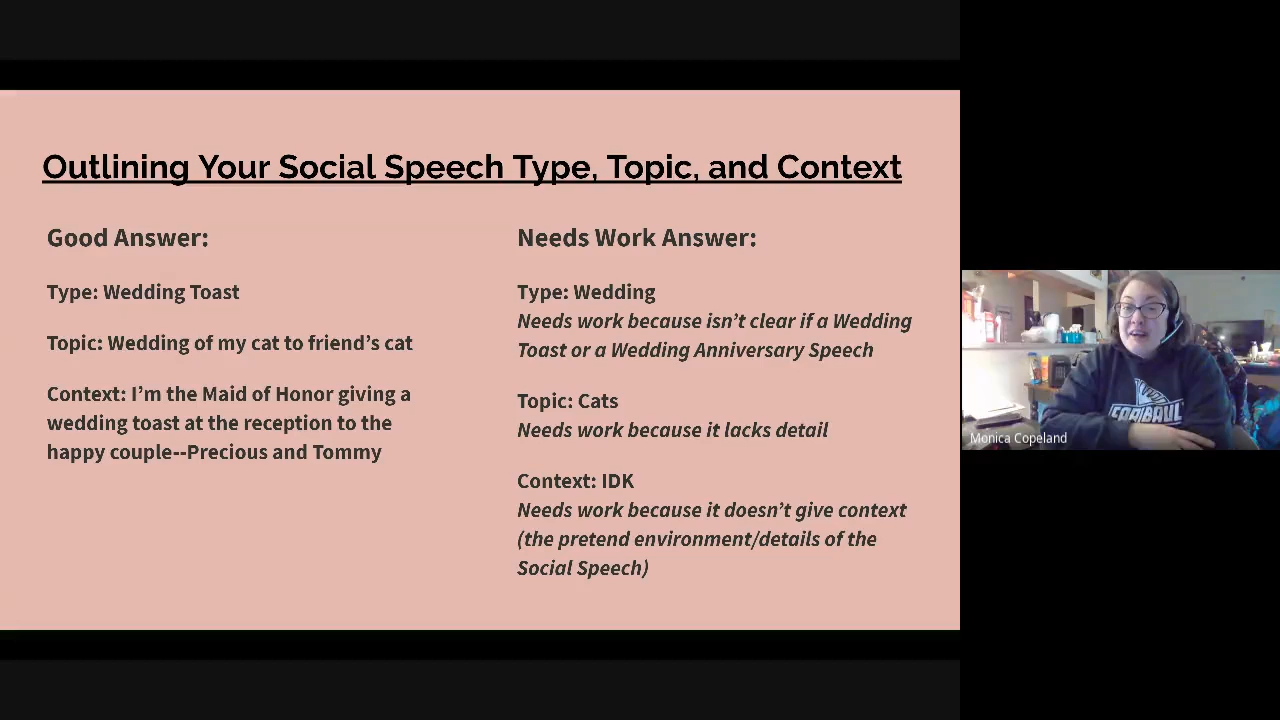 Outlining Your Social Speech Type, Topic, and Context
Good Answer:
Type: Wedding Toast
Topic: Wedding of my cat to friend’s cat
Context: I’m the Maid of Honor giving a
wedding toast at the reception to the
happy couple--Precious and Tommy
Needs Work Answer:
Type: Wedding
Needs work because isn’t clear if a Wedding
Toast or a Wedding Anniversary Speech
Topic: Cats
Needs work because it lacks detail
Context: IDK
Needs work because it doesn’t give context
(the pretend environment/details of the
Social Speech)
Monica Copeland